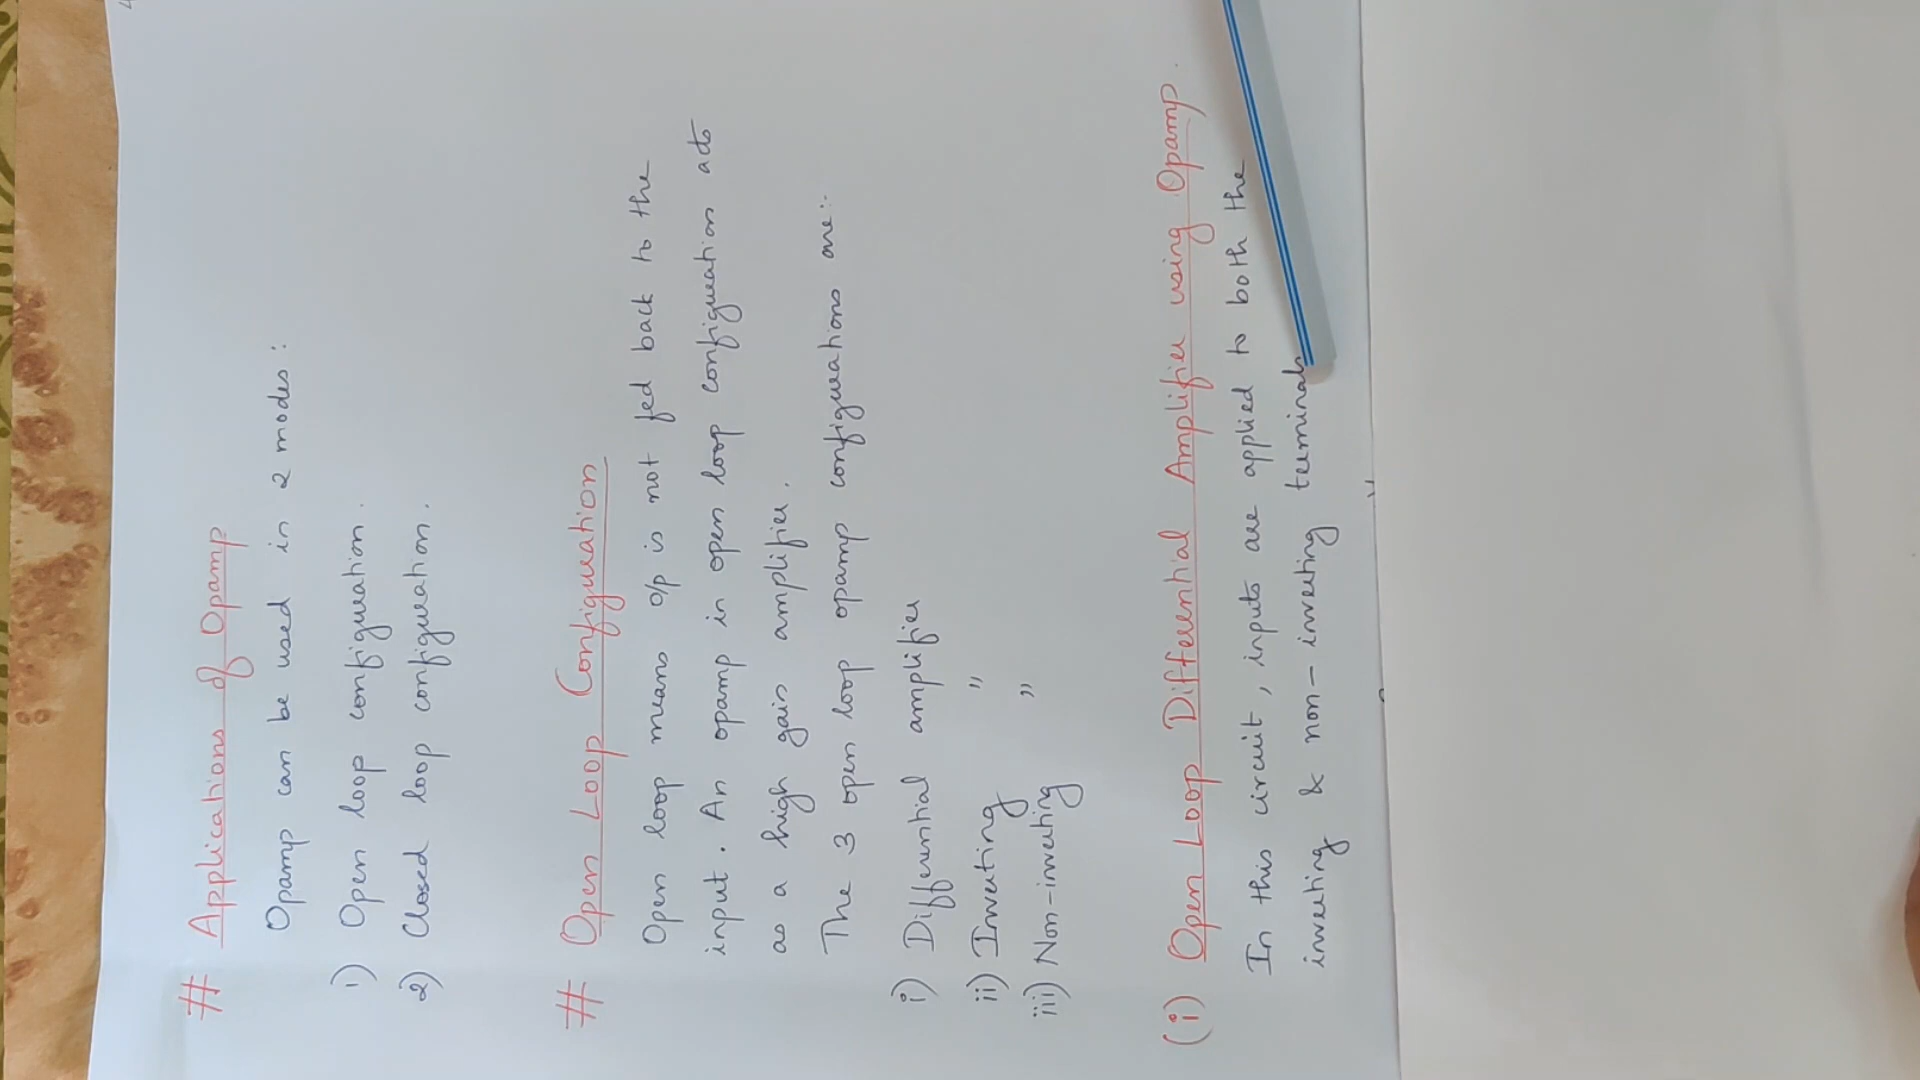 # Applications of Opamp
Opamp can be used in 2 modes :
1) Open loop configuration.
2) Closed loop configuration.
# Open Loop Configuration
Open loop means o/p is not fed back to the
input. An opamp in open loop configuration acts
as a high gain amplifier.
The 3 open loop opamp configurations are:-
i) Differential amplifier
ii) Inverting "
iii) Non-inverting "
(i) Open Loop Differential Amplifier using Opamp.
In this circuit, inputs are applied to both the
inverting & non-inverting terminals